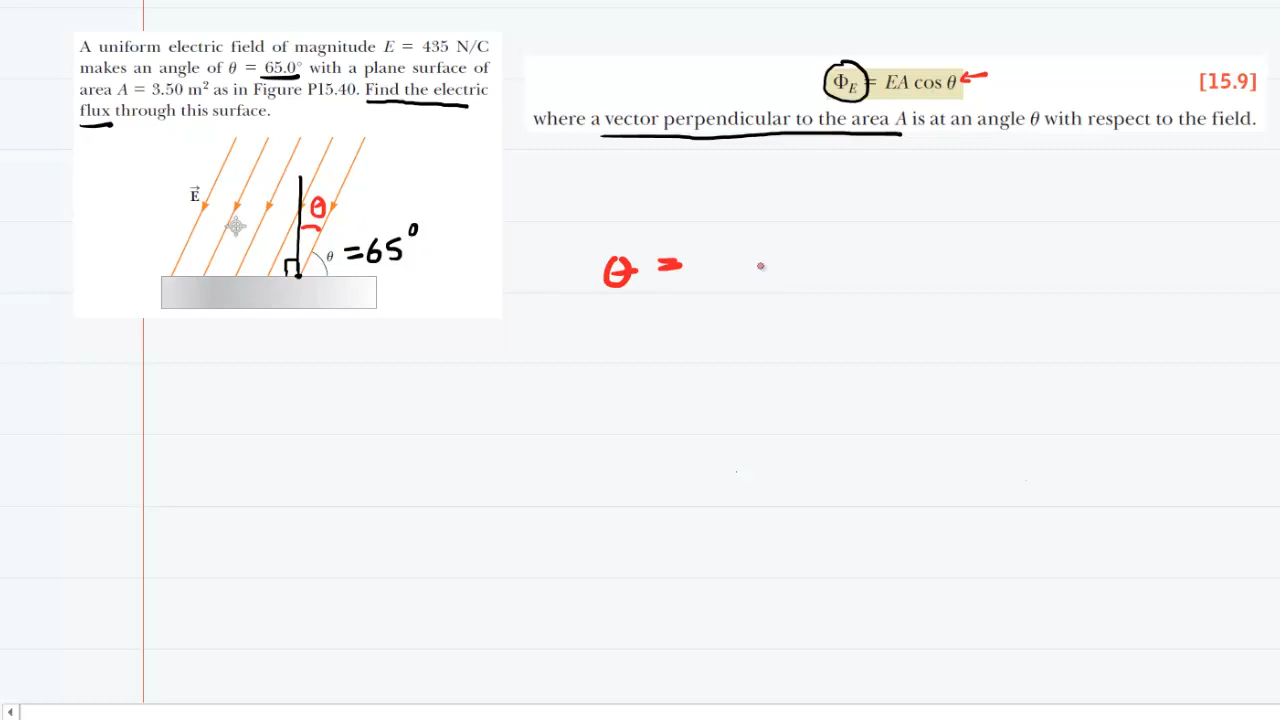 A uniform electric field of magnitude E = 435 N/C
makes an angle of θ = 65.0° with a plane surface of
area A = 3.50 m² as in Figure P15.40. Find the electric
flux through this surface.
E⃗
θ
θ = 65°
Φ_E = EA cos θ [15.9]
where a vector perpendicular to the area A is at an angle θ with respect to the field.
θ =